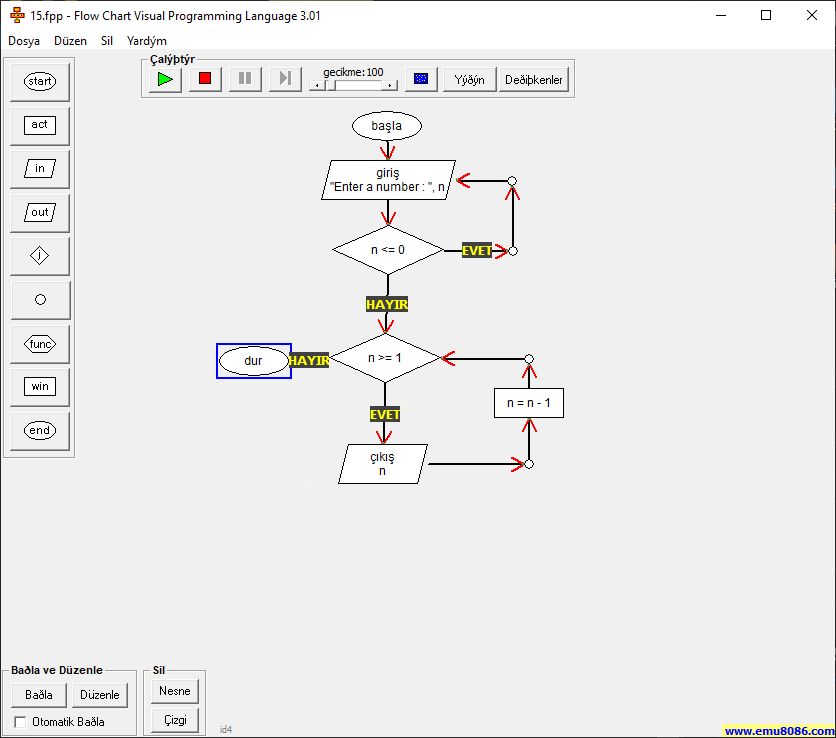 15.fpp - Flow Chart Visual Programming Language 3.01
Dosya Düzen Sil Yardým
Çalýþtýr
gecikme:100
Yýðýn
Deðiþkenler
start
act
in
out
j
func
win
end
başla
giriş
"Enter a number : ", n
n <= 0
EVET
HAYIR
dur
HAYIR
n >= 1
EVET
n = n - 1
çıkış
n
Baðla ve Düzenle
Baðla
Düzenle
Otomatik Baðla
Sil
Nesne
Çizgi
id4
www.emu8086.com